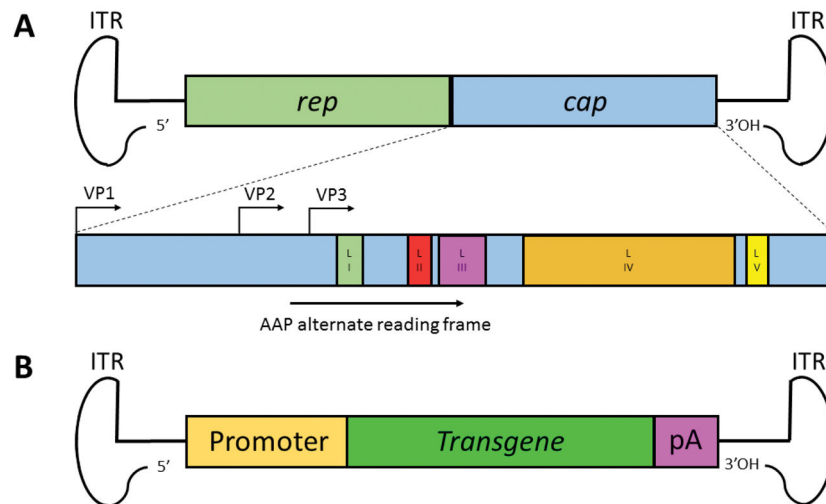 A
ITR
ITR
rep
cap
5’
3’OH
VP1
VP2
VP3
L
I
L
II
L
III
L
IV
L
V
AAP alternate reading frame
B
ITR
ITR
Promoter
Transgene
pA
5’
3’OH